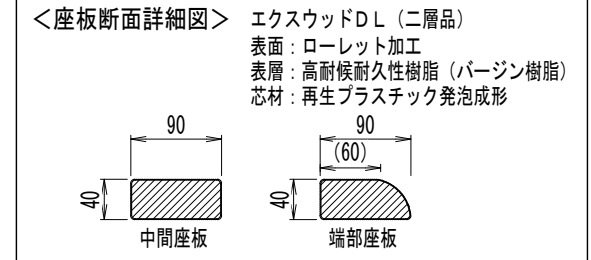 ＜座板断面詳細図＞ エクスウッドＤＬ（二層品）
表面：ローレット加工
表層：高耐候耐久性樹脂（バージン樹脂）
芯材：再生プラスチック発泡成形
90 90
(60)
40 40
中間座板 端部座板